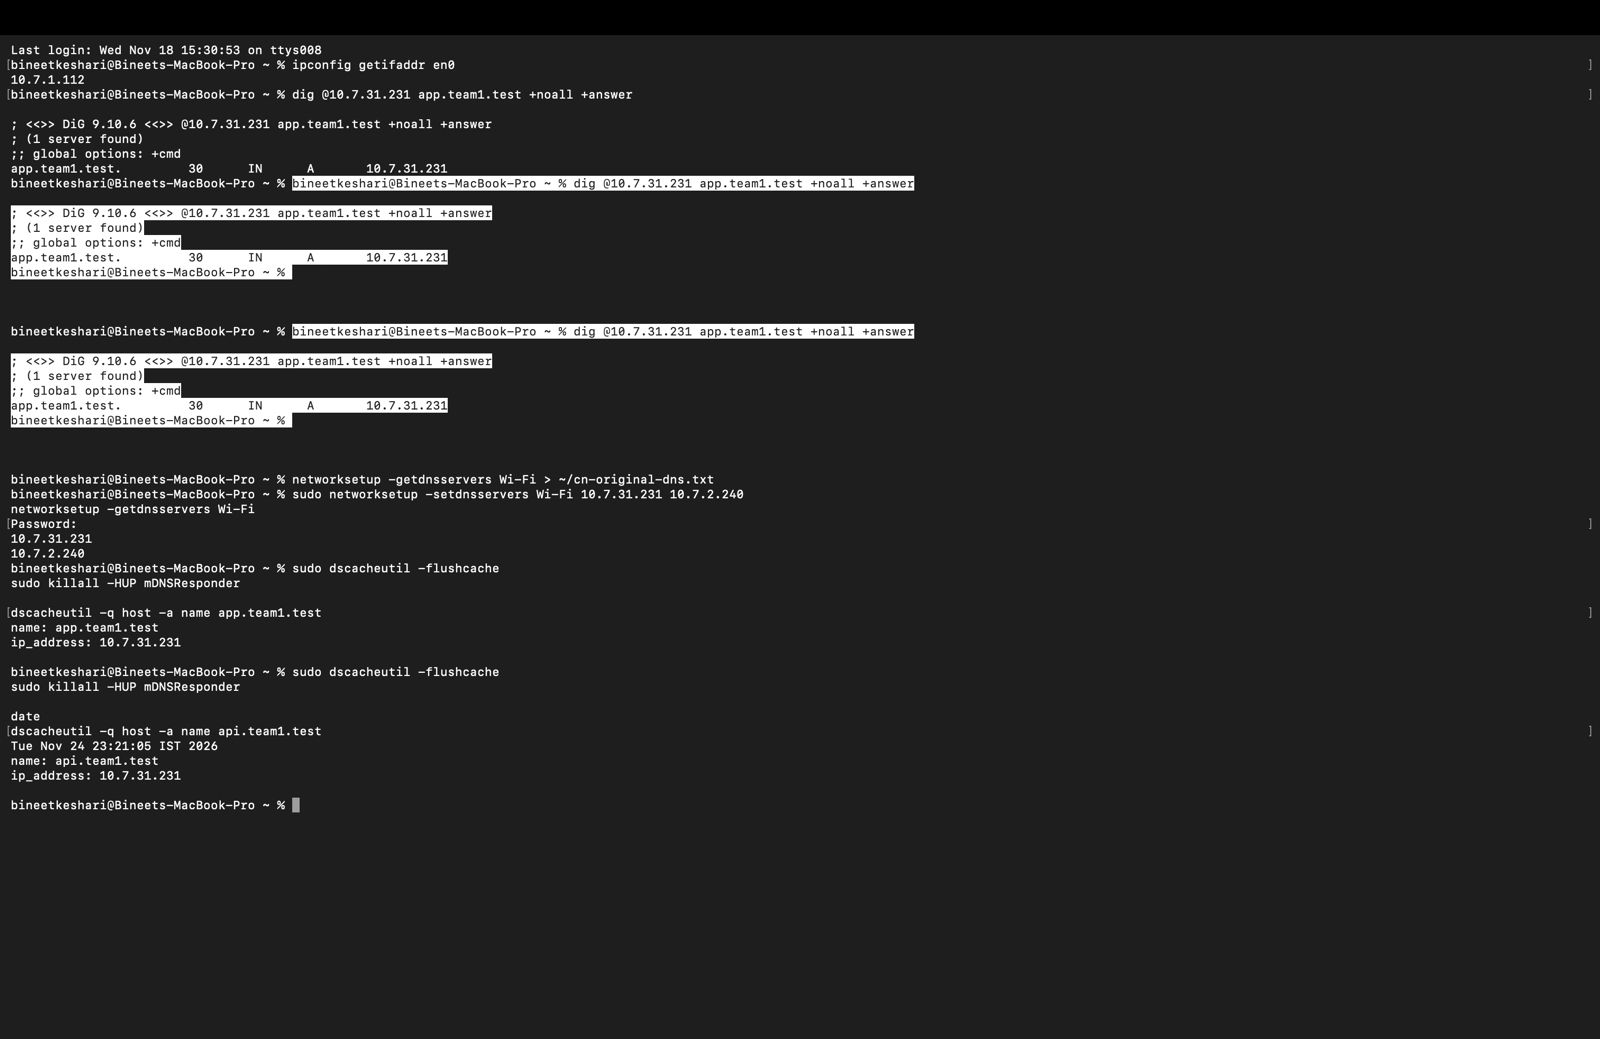 Last login: Wed Nov 18 15:30:53 on ttys008
[bineetkeshari@Bineets-MacBook-Pro ~ % ipconfig getifaddr en0 ]
10.7.1.112
[bineetkeshari@Bineets-MacBook-Pro ~ % dig @10.7.31.231 app.team1.test +noall +answer ]
; <<>> DiG 9.10.6 <<>> @10.7.31.231 app.team1.test +noall +answer
; (1 server found)
;; global options: +cmd
app.team1.test. 30 IN A 10.7.31.231
bineetkeshari@Bineets-MacBook-Pro ~ % bineetkeshari@Bineets-MacBook-Pro ~ % dig @10.7.31.231 app.team1.test +noall +answer
; <<>> DiG 9.10.6 <<>> @10.7.31.231 app.team1.test +noall +answer
; (1 server found)
;; global options: +cmd
app.team1.test. 30 IN A 10.7.31.231
bineetkeshari@Bineets-MacBook-Pro ~ %
bineetkeshari@Bineets-MacBook-Pro ~ % bineetkeshari@Bineets-MacBook-Pro ~ % dig @10.7.31.231 app.team1.test +noall +answer
; <<>> DiG 9.10.6 <<>> @10.7.31.231 app.team1.test +noall +answer
; (1 server found)
;; global options: +cmd
app.team1.test. 30 IN A 10.7.31.231
bineetkeshari@Bineets-MacBook-Pro ~ %
bineetkeshari@Bineets-MacBook-Pro ~ % networksetup -getdnsservers Wi-Fi > ~/cn-original-dns.txt
bineetkeshari@Bineets-MacBook-Pro ~ % sudo networksetup -setdnsservers Wi-Fi 10.7.31.231 10.7.2.240
networksetup -getdnsservers Wi-Fi
[Password: ]
10.7.31.231
10.7.2.240
bineetkeshari@Bineets-MacBook-Pro ~ % sudo dscacheutil -flushcache
sudo killall -HUP mDNSResponder
[dscacheutil -q host -a name app.team1.test ]
name: app.team1.test
ip_address: 10.7.31.231
bineetkeshari@Bineets-MacBook-Pro ~ % sudo dscacheutil -flushcache
sudo killall -HUP mDNSResponder
date
[dscacheutil -q host -a name api.team1.test ]
Tue Nov 24 23:21:05 IST 2026
name: api.team1.test
ip_address: 10.7.31.231
bineetkeshari@Bineets-MacBook-Pro ~ %